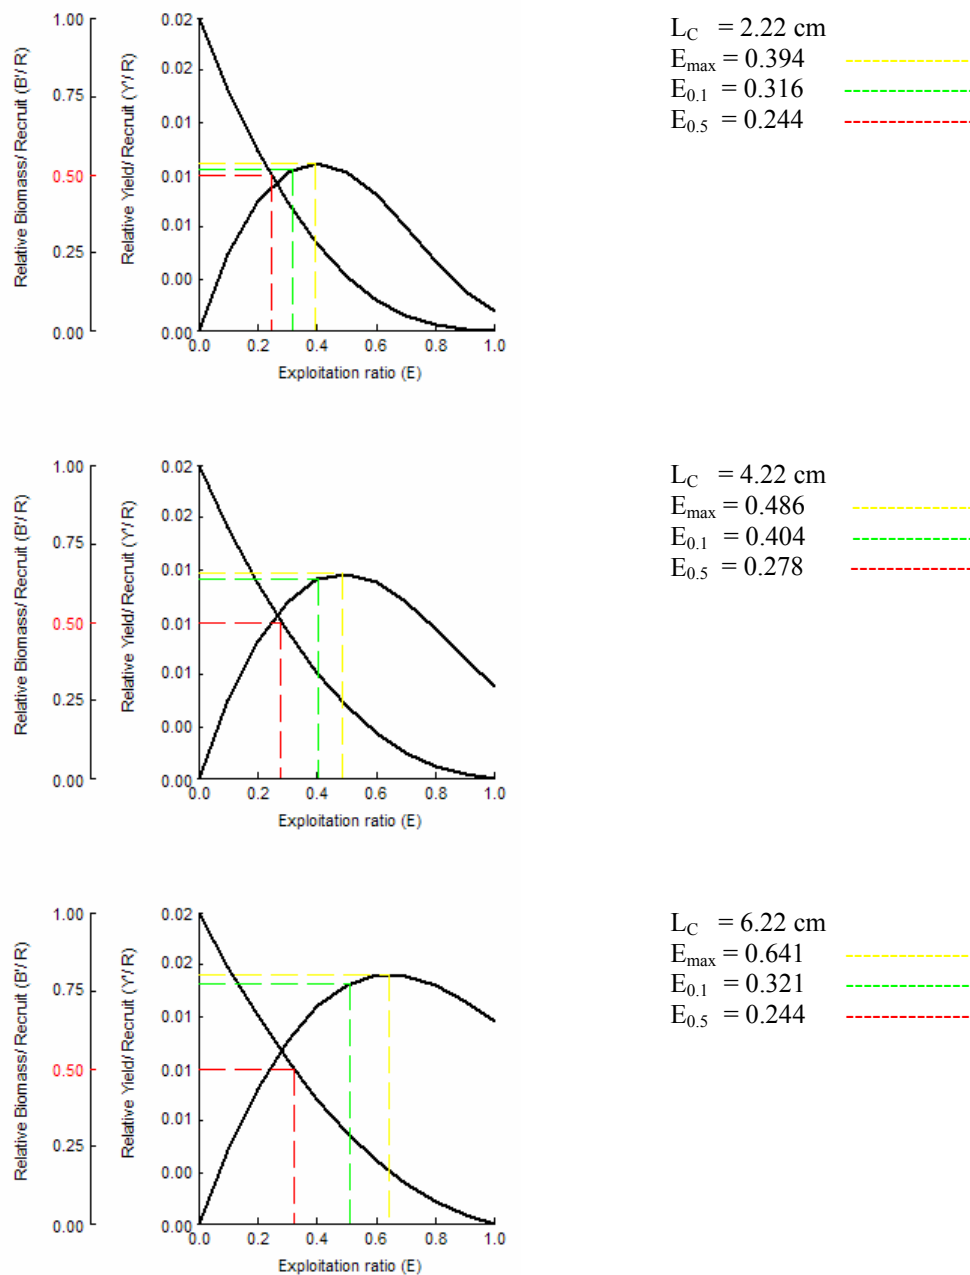 Relative Biomass/ Recruit (B'/ R)
1.00
0.75
0.50
0.25
0.00
Relative Yield/ Recruit (Y'/ R)
0.02
0.02
0.01
0.01
0.01
0.00
0.00
0.0 0.2 0.4 0.6 0.8 1.0
Exploitation ratio (E)
LC = 2.22 cm
Emax = 0.394
E0.1 = 0.316
E0.5 = 0.244
Relative Biomass/ Recruit (B'/ R)
1.00
0.75
0.50
0.25
0.00
Relative Yield/ Recruit (Y'/ R)
0.02
0.02
0.01
0.01
0.01
0.00
0.00
0.0 0.2 0.4 0.6 0.8 1.0
Exploitation ratio (E)
LC = 4.22 cm
Emax = 0.486
E0.1 = 0.404
E0.5 = 0.278
Relative Biomass/ Recruit (B'/ R)
1.00
0.75
0.50
0.25
0.00
Relative Yield/ Recruit (Y'/ R)
0.02
0.02
0.01
0.01
0.01
0.00
0.00
0.0 0.2 0.4 0.6 0.8 1.0
Exploitation ratio (E)
LC = 6.22 cm
Emax = 0.641
E0.1 = 0.321
E0.5 = 0.244